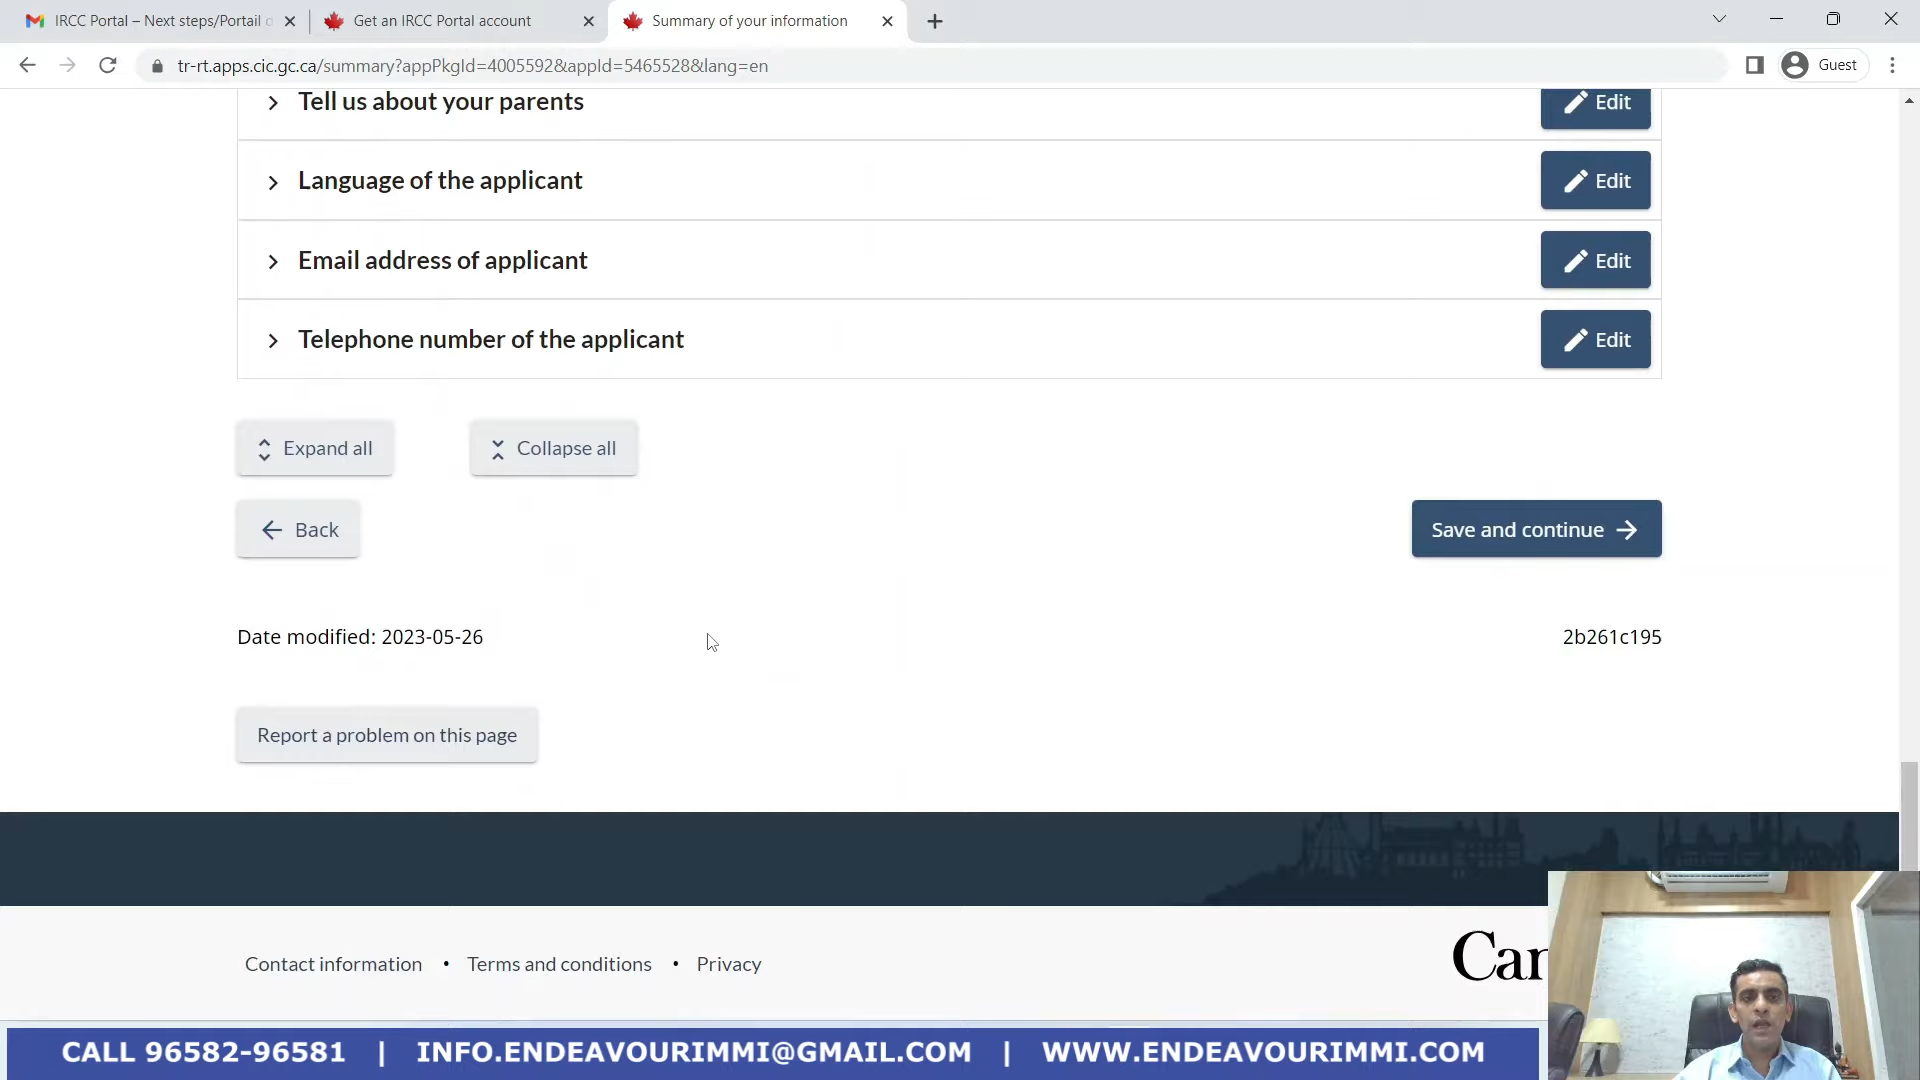 IRCC Portal – Next steps/Portail d
Get an IRCC Portal account
Summary of your information
tr-rt.apps.cic.gc.ca/summary?appPkgId=4005592&appId=5465528&lang=en
Guest
Tell us about your parents
Edit
Language of the applicant
Edit
Email address of applicant
Edit
Telephone number of the applicant
Edit
Expand all
Collapse all
Back
Save and continue
Date modified: 2023-05-26
2b261c195
Report a problem on this page
Contact information • Terms and conditions • Privacy
Can
CALL 96582-96581 | INFO.ENDEAVOURIMMI@GMAIL.COM | WWW.ENDEAVOURIMMI.COM